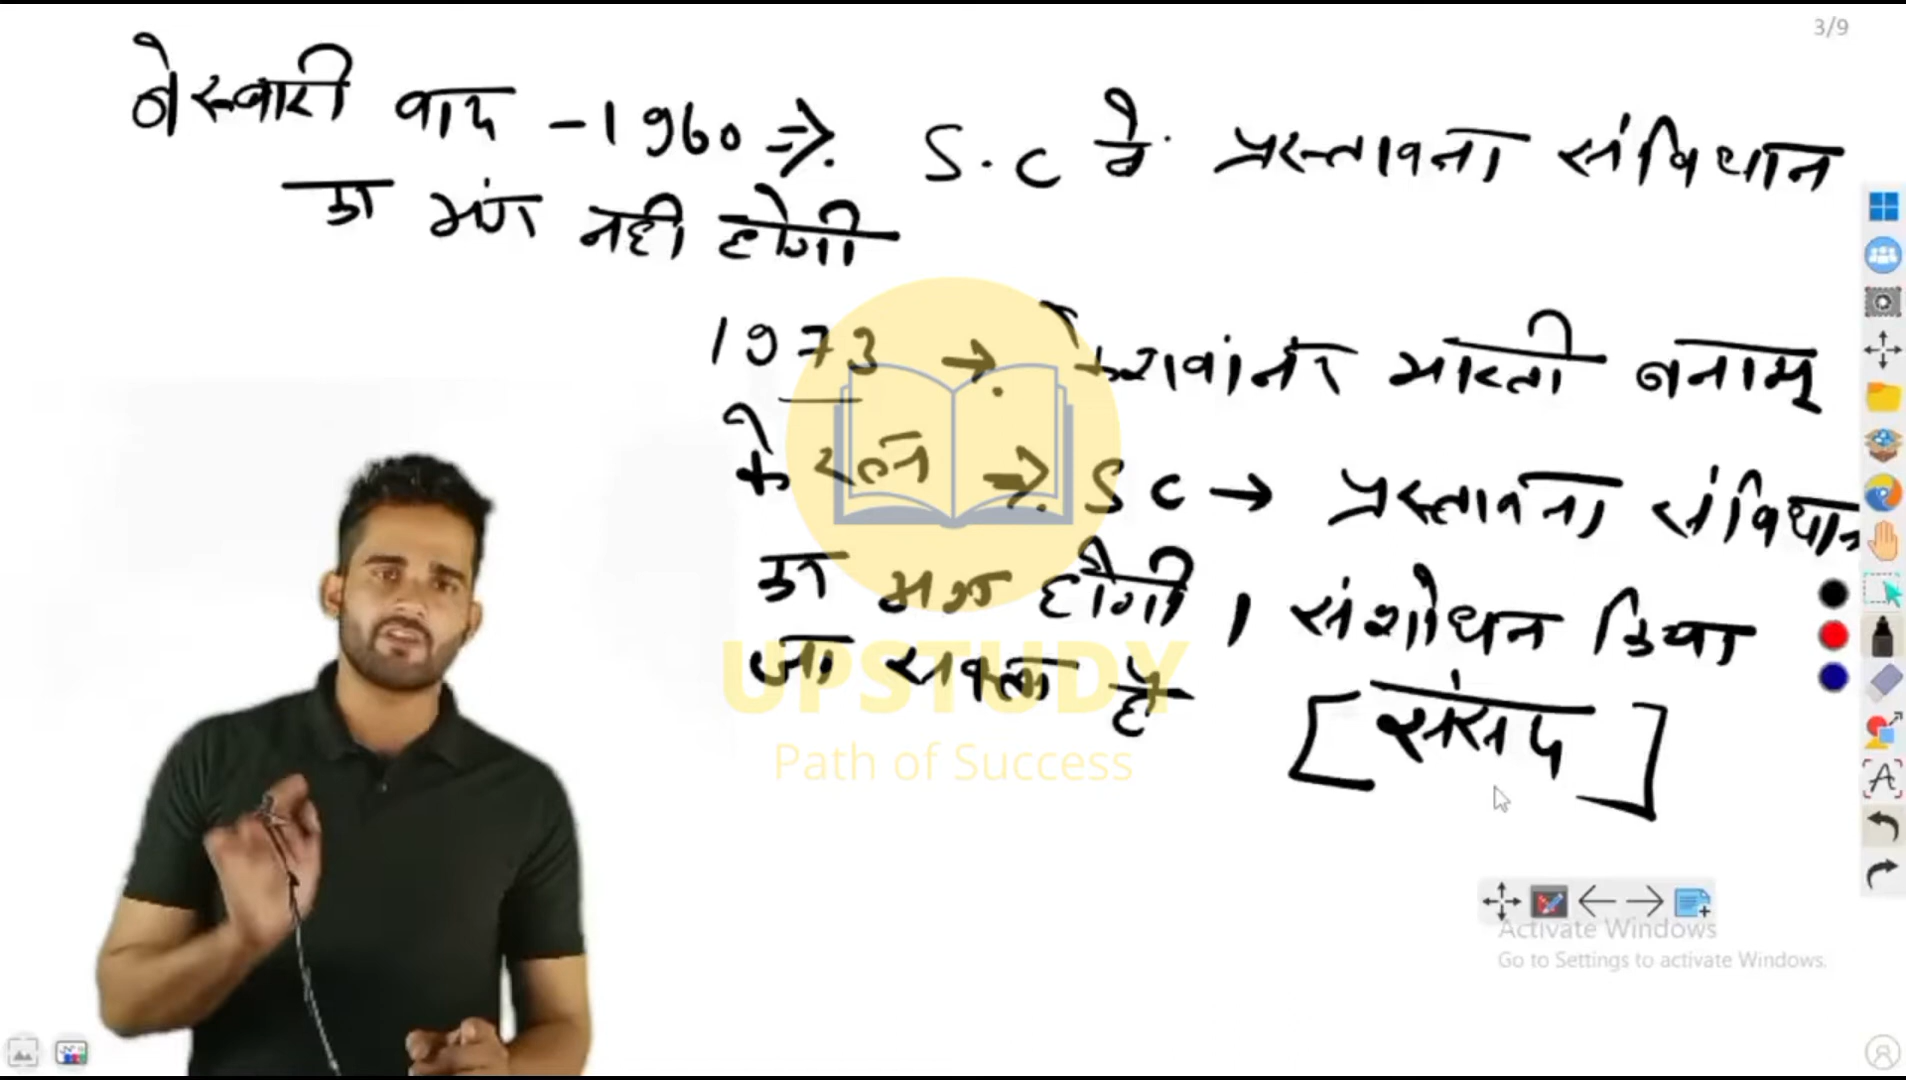 3/9
बेरुबारी वाद - 1960 ⇒ S.C के प्रस्तावना संविधान
का भंग नही होगी
1973 → केशवानंद भारती बनाम
केरल → SC → प्रस्तावना संविधान
का भाग होगी, संशोधन किया
जा सकता है [संसद]
UPSTUDY
Path of Success
Activate Windows
Go to Settings to activate Windows.